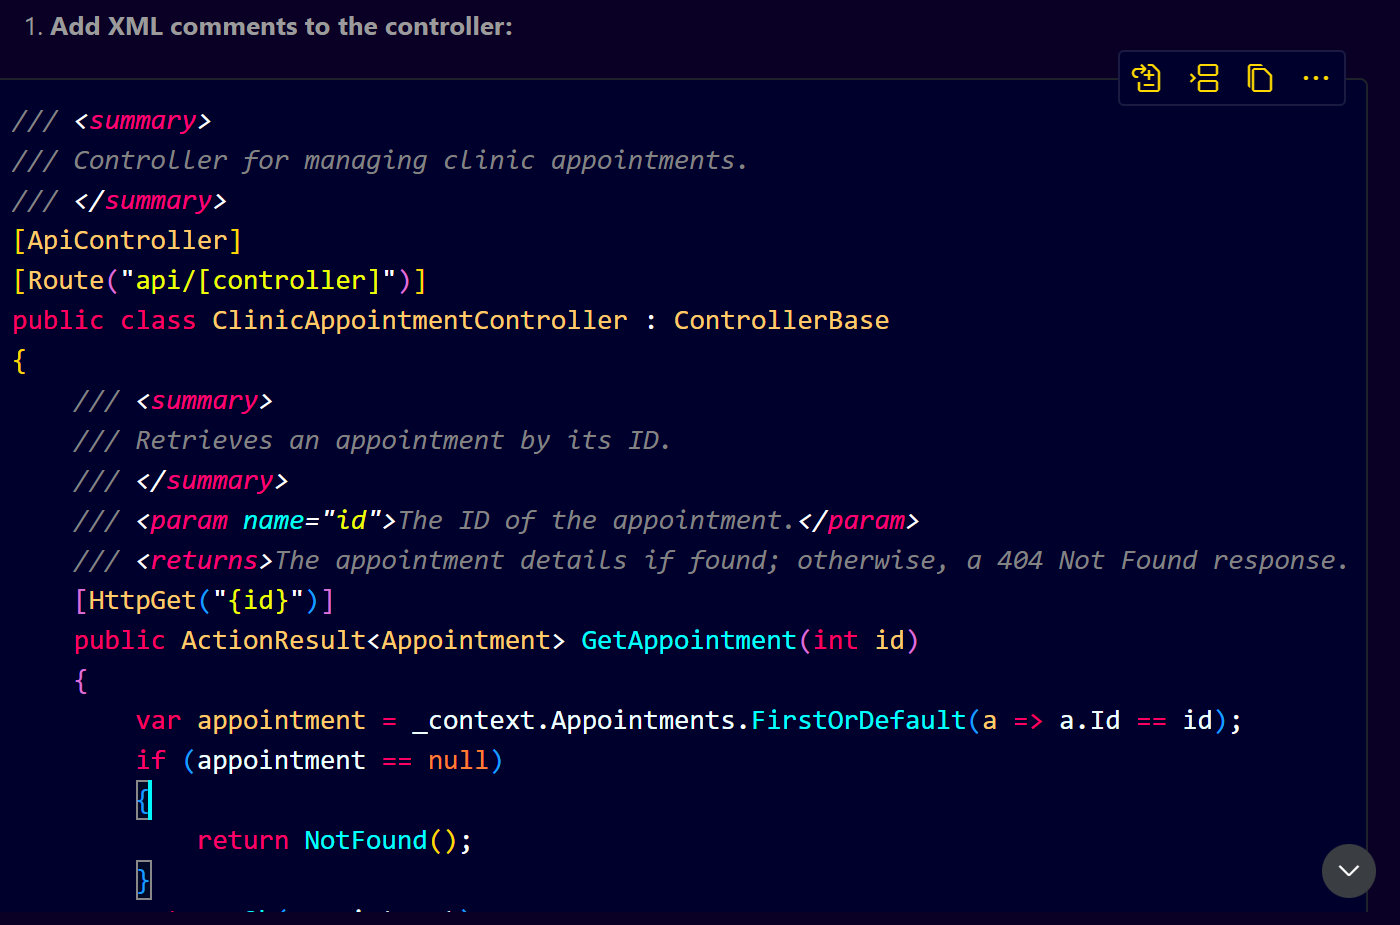 1. Add XML comments to the controller:
/// <summary>
/// Controller for managing clinic appointments.
/// </summary>
[ApiController]
[Route("api/[controller]")]
public class ClinicAppointmentController : ControllerBase
{
    /// <summary>
    /// Retrieves an appointment by its ID.
    /// </summary>
    /// <param name="id">The ID of the appointment.</param>
    /// <returns>The appointment details if found; otherwise, a 404 Not Found response.
    [HttpGet("{id}")]
    public ActionResult<Appointment> GetAppointment(int id)
    {
        var appointment = _context.Appointments.FirstOrDefault(a => a.Id == id);
        if (appointment == null)
        {
            return NotFound();
        }